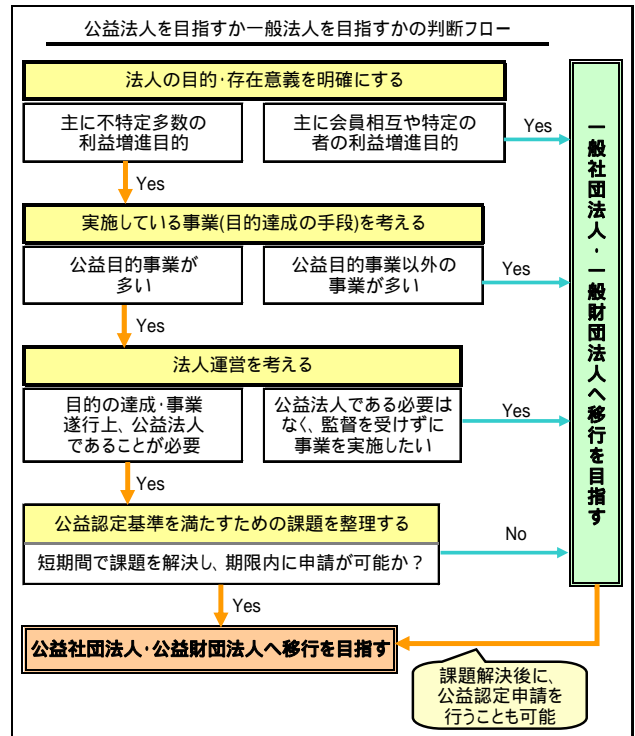 公益法人を目指すか一般法人を目指すかの判断フロー
法人の目的・存在意義を明確にする
主に不特定多数の
利益増進目的
主に会員相互や特定の
者の利益増進目的
Yes
Yes
実施している事業(目的達成の手段)を考える
公益目的事業が
多い
公益目的事業以外の
事業が多い
Yes
Yes
法人運営を考える
目的の達成・事業
遂行上、公益法人
であることが必要
公益法人である必要は
なく、監督を受けずに
事業を実施したい
Yes
Yes
公益認定基準を満たすための課題を整理する
短期間で課題を解決し、期限内に申請が可能か？
No
Yes
一般社団法人・一般財団法人へ移行を目指す
公益社団法人・公益財団法人へ移行を目指す
課題解決後に、
公益認定申請を
行うことも可能